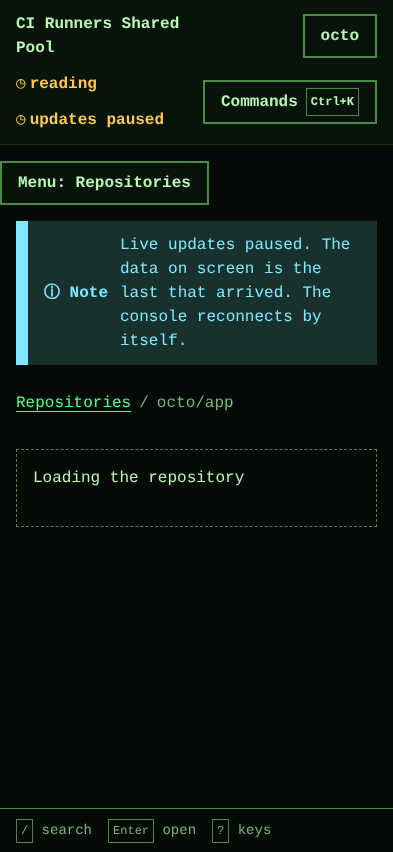 CI Runners Shared
Pool
octo
reading
updates paused
Commands Ctrl+K
Menu: Repositories
Note
Live updates paused. The
data on screen is the
last that arrived. The
console reconnects by
itself.
Repositories / octo/app
Loading the repository
/ search Enter open ? keys